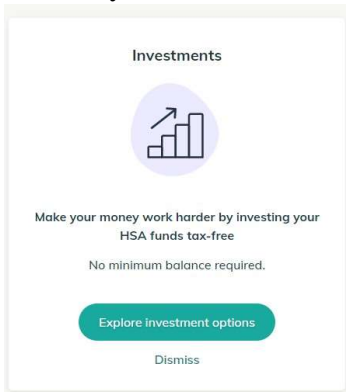 Investments
Make your money work harder by investing your
HSA funds tax-free
No minimum balance required.
Explore investment options
Dismiss